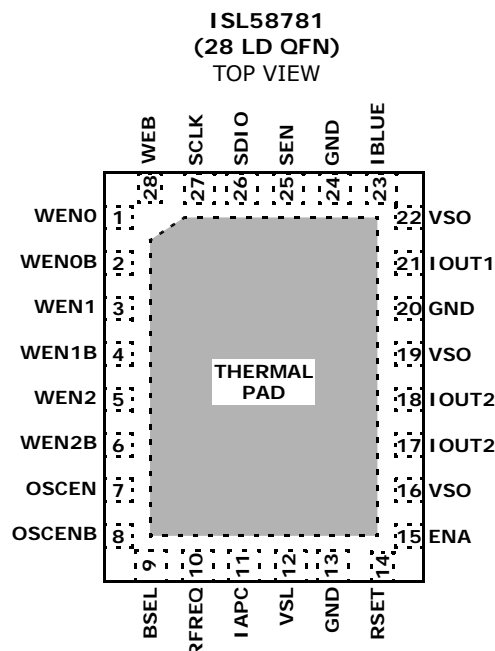 ISL58781
(28 LD QFN)
TOP VIEW
WEB
SCLK
SDIO
SEN
GND
IBLUE
28
27
26
25
24
23
WEN0 1
22 VSO
WEN0B 2
21 IOUT1
WEN1 3
20 GND
WEN1B 4
19 VSO
WEN2 5
18 IOUT2
WEN2B 6
17 IOUT2
OSCEN 7
16 VSO
OSCENB 8
15 ENA
THERMAL
PAD
9
10
11
12
13
14
BSEL
RFREQ
IAPC
VSL
GND
RSET